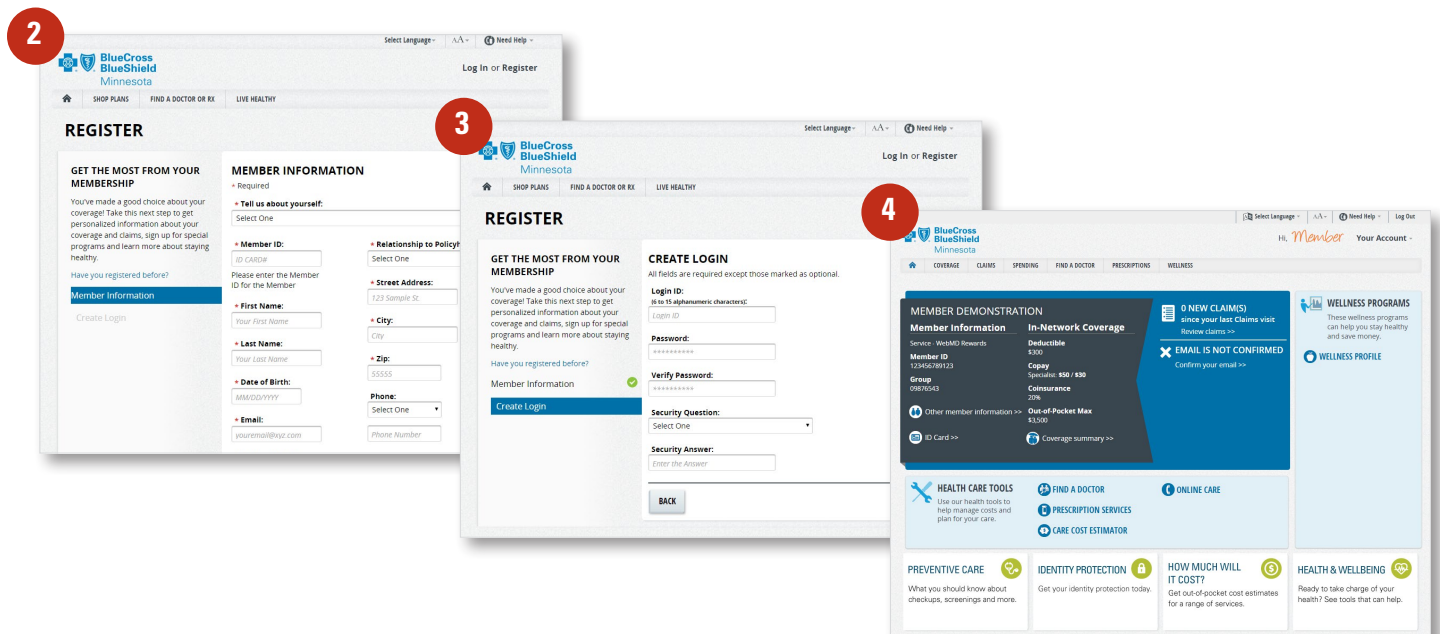 2
Select Language
AA
Need Help
BlueCross
BlueShield
Minnesota
Log In or Register
SHOP PLANS FIND A DOCTOR OR RX LIVE HEALTHY
REGISTER
GET THE MOST FROM YOUR
MEMBERSHIP
You've made a good choice about your
coverage! Take this next step to get
personalized information about your
coverage and claims, sign up for special
programs and learn more about staying
healthy.
Have you registered before?
Member Information
Create Login
MEMBER INFORMATION
* Required
* Tell us about yourself:
Select One
* Member ID:
ID CARD#
Please enter the Member
ID for the Member
* First Name:
Your First Name
* Last Name:
Your Last Name
* Date of Birth:
MM/DD/YYYY
* Email:
youremail@xyz.com
* Relationship to Policyh
Select One
* Street Address:
123 Sample St
* City:
City
* Zip:
55555
Phone:
Select One
Phone Number
3
Select Language
AA
Need Help
BlueCross
BlueShield
Minnesota
Log In or Register
SHOP PLANS FIND A DOCTOR OR RX LIVE HEALTHY
REGISTER
GET THE MOST FROM YOUR
MEMBERSHIP
You've made a good choice about your
coverage! Take this next step to get
personalized information about your
coverage and claims, sign up for special
programs and learn more about staying
healthy.
Have you registered before?
Member Information
Create Login
CREATE LOGIN
All fields are required except those marked as optional.
Login ID:
(6 to 15 alphanumeric characters):
Login ID
Password:
**********
Verify Password:
**********
Security Question:
Select One
Security Answer:
Enter the Answer
BACK
4
Select Language
AA
Need Help
Log Out
BlueCross
BlueShield
Minnesota
Hi, Member Your Account
COVERAGE CLAIMS SPENDING FIND A DOCTOR PRESCRIPTIONS WELLNESS
MEMBER DEMONSTRATION
Member Information
Service - WebMD Rewards
Member ID
123456789123
Group
09876543
Other member information >>
ID Card >>
In-Network Coverage
Deductible
$300
Copay
Specialist: $50 / $30
Coinsurance
20%
Out-of-Pocket Max
$3,500
Coverage summary >>
0 NEW CLAIM(S)
since your last Claims visit
Review claims >>
EMAIL IS NOT CONFIRMED
Confirm your email >>
WELLNESS PROGRAMS
These wellness programs
can help you stay healthy
and save money.
WELLNESS PROFILE
HEALTH CARE TOOLS
Use our health tools to
help manage costs and
plan for your care.
FIND A DOCTOR
PRESCRIPTION SERVICES
CARE COST ESTIMATOR
ONLINE CARE
PREVENTIVE CARE
What you should know about
checkups, screenings and more.
IDENTITY PROTECTION
Get your identity protection today.
HOW MUCH WILL
IT COST?
Get out-of-pocket cost estimates
for a range of services.
HEALTH & WELLBEING
Ready to take charge of your
health? See tools that can help.